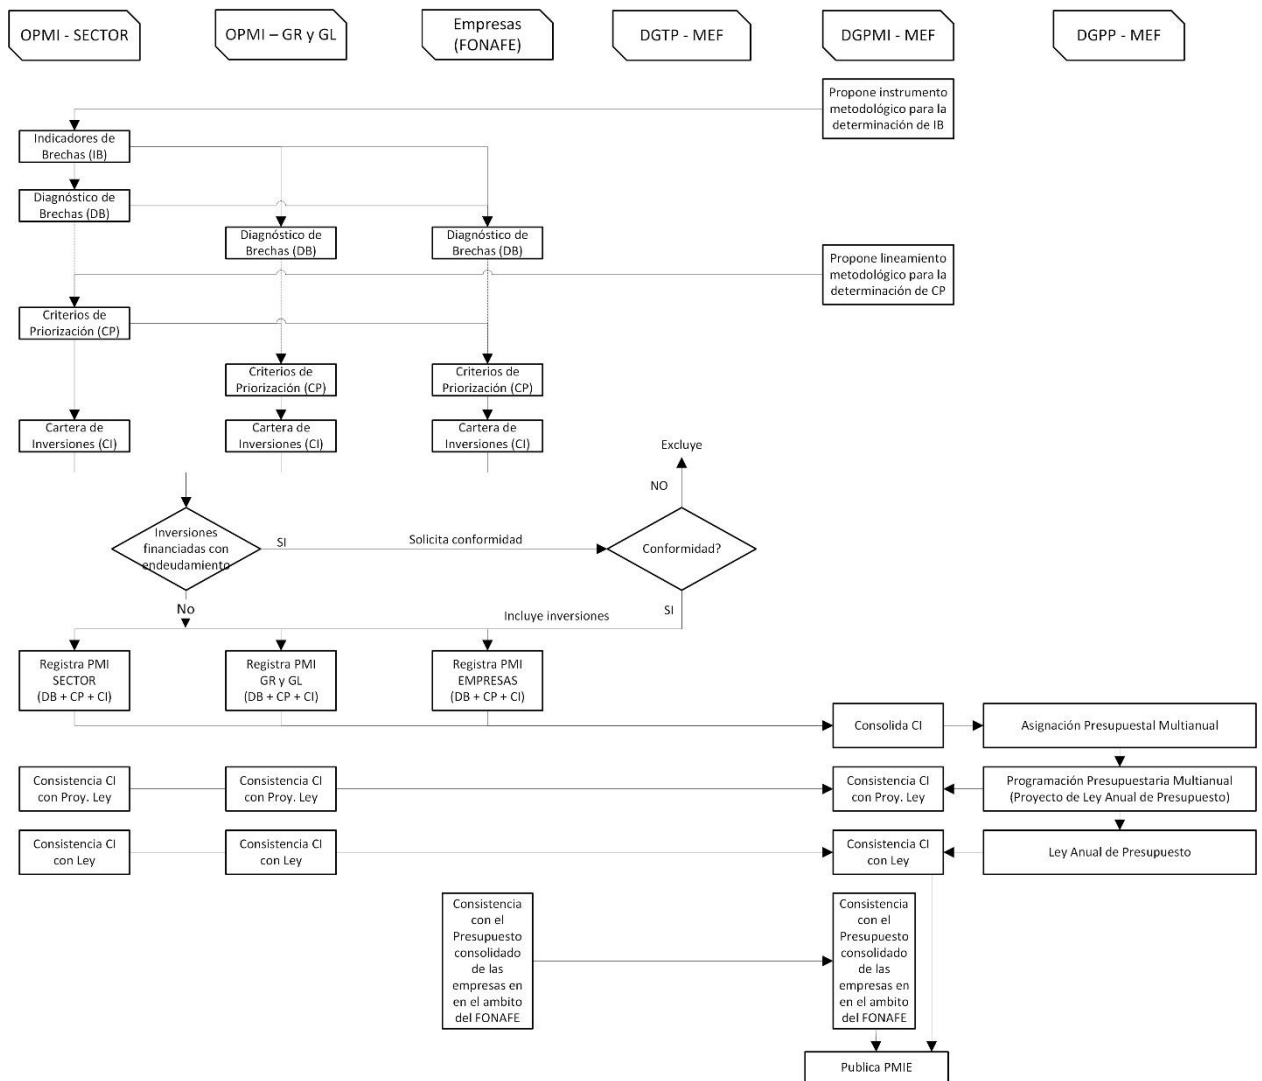 OPMI - SECTOR
OPMI – GR y GL
Empresas
(FONAFE)
DGTP - MEF
DGPMI - MEF
DGPP - MEF
Propone instrumento
metodológico para la
determinación de IB
Indicadores de
Brechas (IB)
Diagnóstico de
Brechas (DB)
Diagnóstico de
Brechas (DB)
Diagnóstico de
Brechas (DB)
Propone lineamiento
metodológico para la
determinación de CP
Criterios de
Priorización (CP)
Criterios de
Priorización (CP)
Criterios de
Priorización (CP)
Cartera de
Inversiones (CI)
Cartera de
Inversiones (CI)
Cartera de
Inversiones (CI)
Excluye
NO
Inversiones
financiadas con
endeudamiento
SI
Solicita conformidad
Conformidad?
No
SI
Incluye inversiones
Registra PMI
SECTOR
(DB + CP + CI)
Registra PMI
GR y GL
(DB + CP + CI)
Registra PMI
EMPRESAS
(DB + CP + CI)
Consolida CI
Asignación Presupuestal Multianual
Consistencia CI
con Proy. Ley
Consistencia CI
con Proy. Ley
Consistencia CI
con Proy. Ley
Programación Presupuestaria Multianual
(Proyecto de Ley Anual de Presupuesto)
Consistencia CI
con Ley
Consistencia CI
con Ley
Consistencia CI
con Ley
Ley Anual de Presupuesto
Consistencia
con el
Presupuesto
consolidado
de las
empresas en
en el ambito
del FONAFE
Consistencia
con el
Presupuesto
consolidado
de las
empresas en
en el ambito
del FONAFE
Publica PMIE